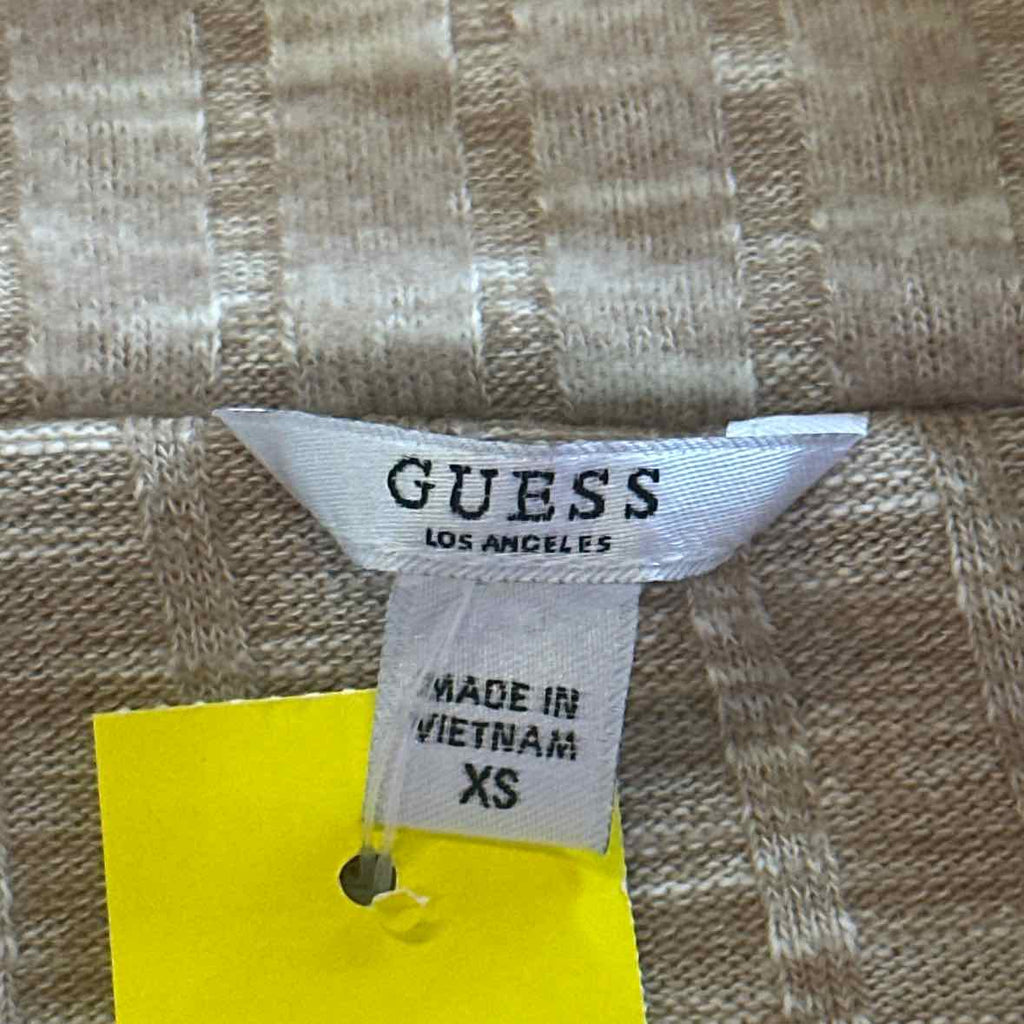 GUESS
LOS ANGELES
MADE IN
VIETNAM
XS